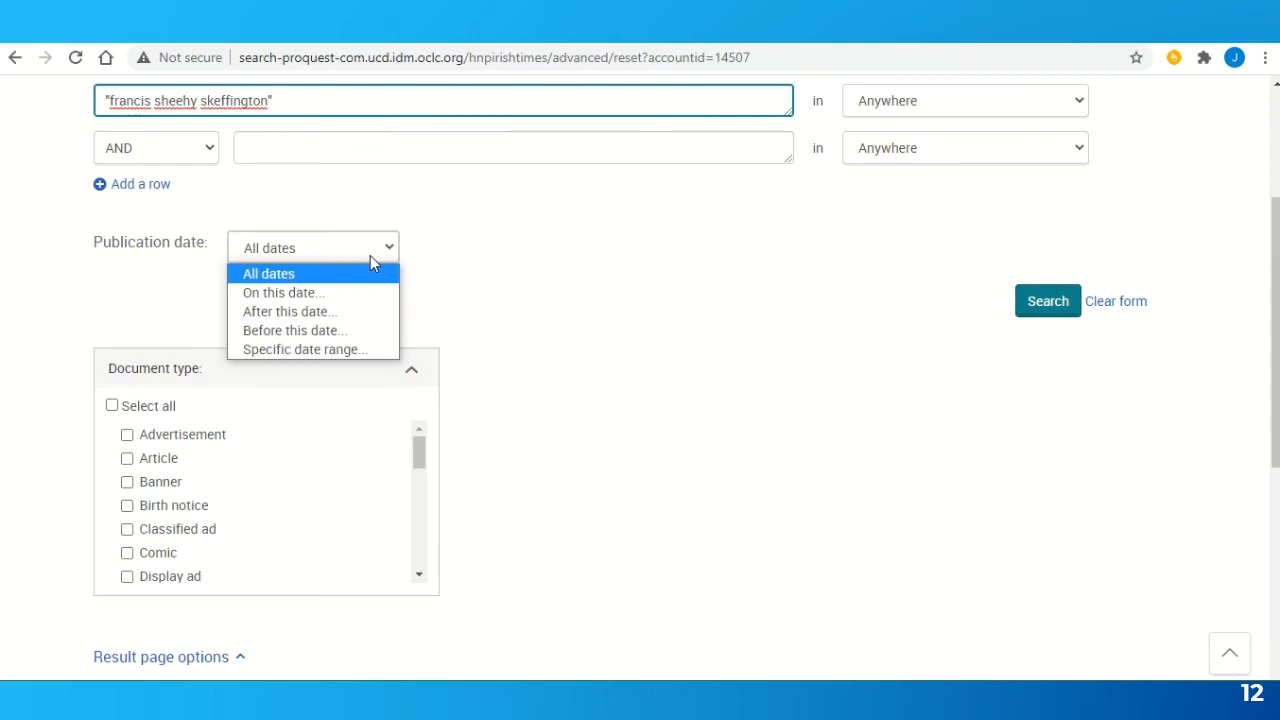 Not secure search-proquest-com.ucd.idm.oclc.org/hnpirishtimes/advanced/reset?accountid=14507 J
"francis sheehy skeffington" in Anywhere
AND in Anywhere
Add a row
Publication date: All dates
All dates
On this date...
After this date...
Before this date...
Specific date range...
Search Clear form
Document type:
Select all
Advertisement
Article
Banner
Birth notice
Classified ad
Comic
Display ad
Result page options
12